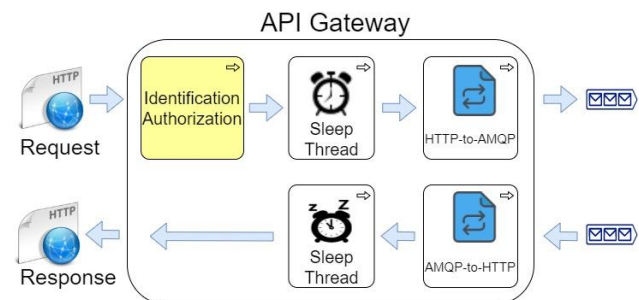 API Gateway
HTTP
Request
Identification
Authorization
Sleep
Thread
HTTP-to-AMQP
HTTP
Response
z Z
Sleep
Thread
AMQP-to-HTTP